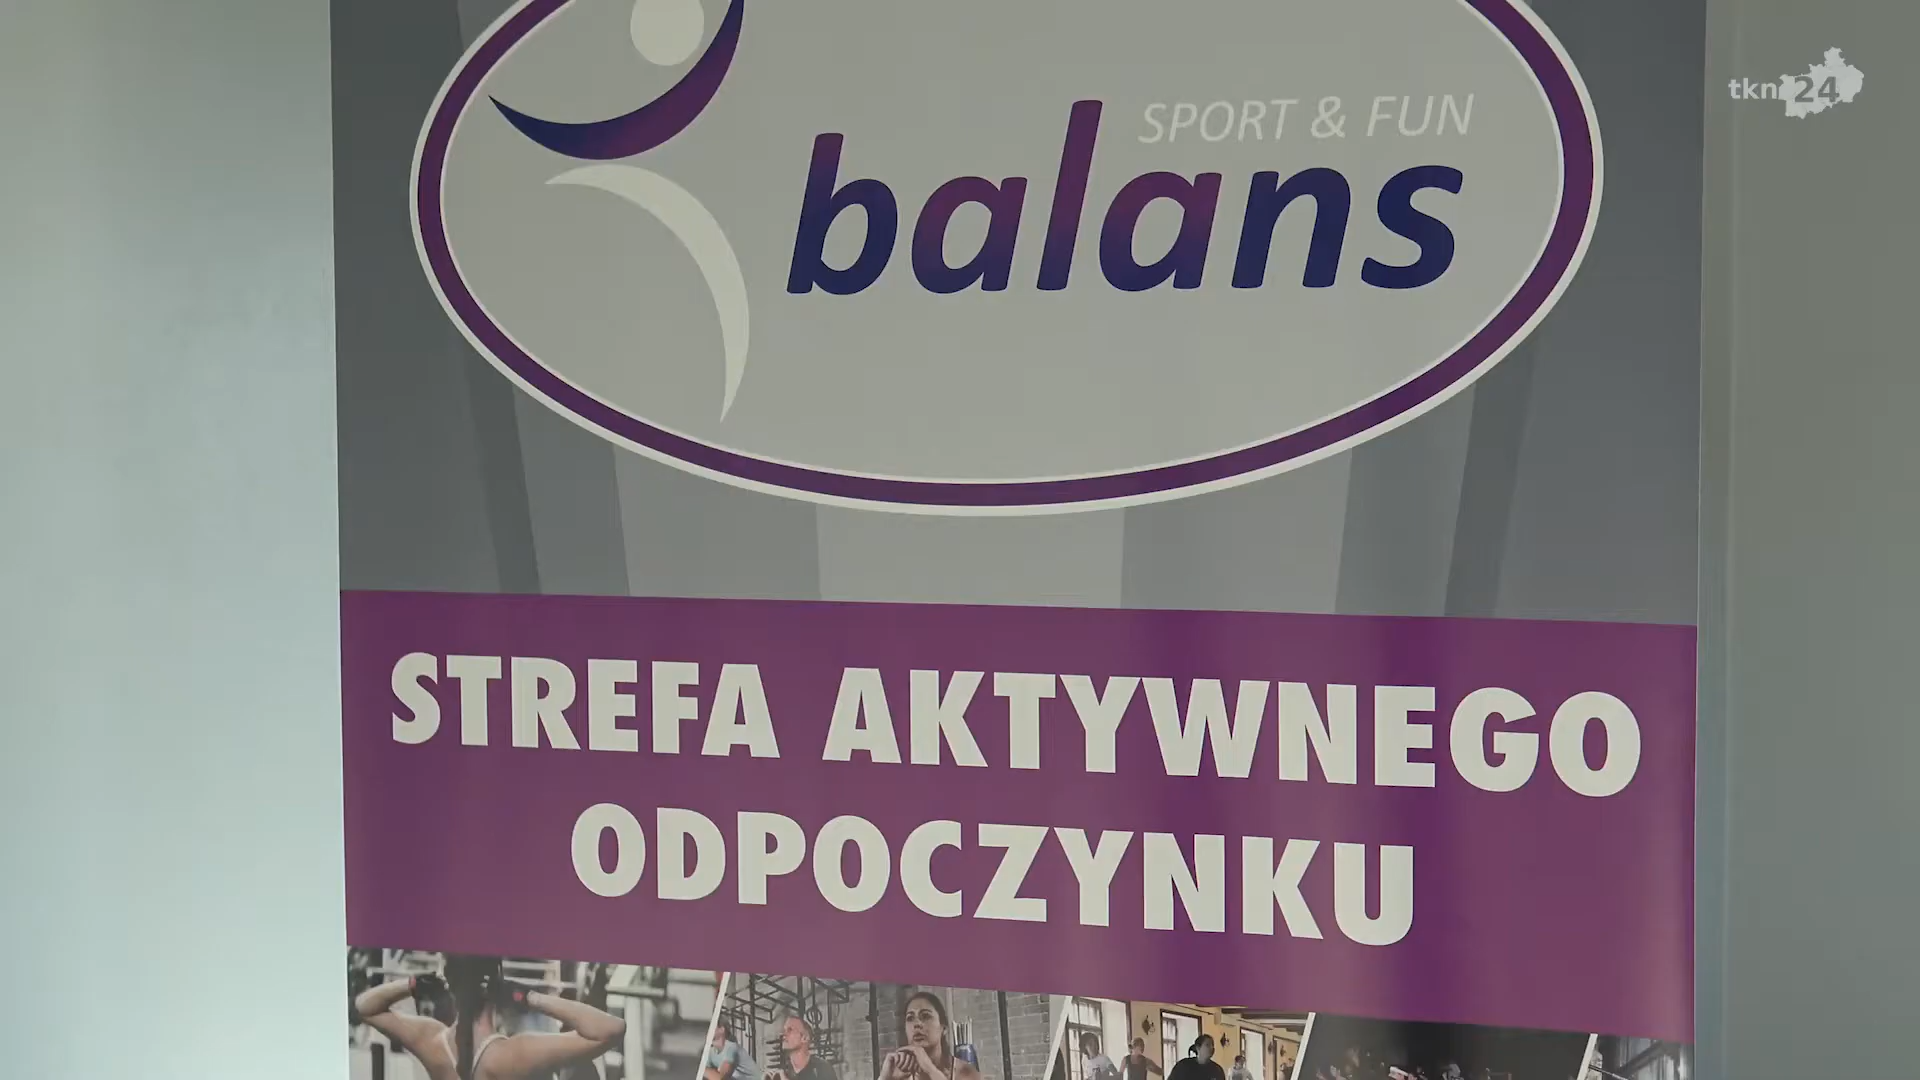 tkn24
SPORT & FUN
balans
STREFA AKTYWNEGO
ODPOCZYNKU